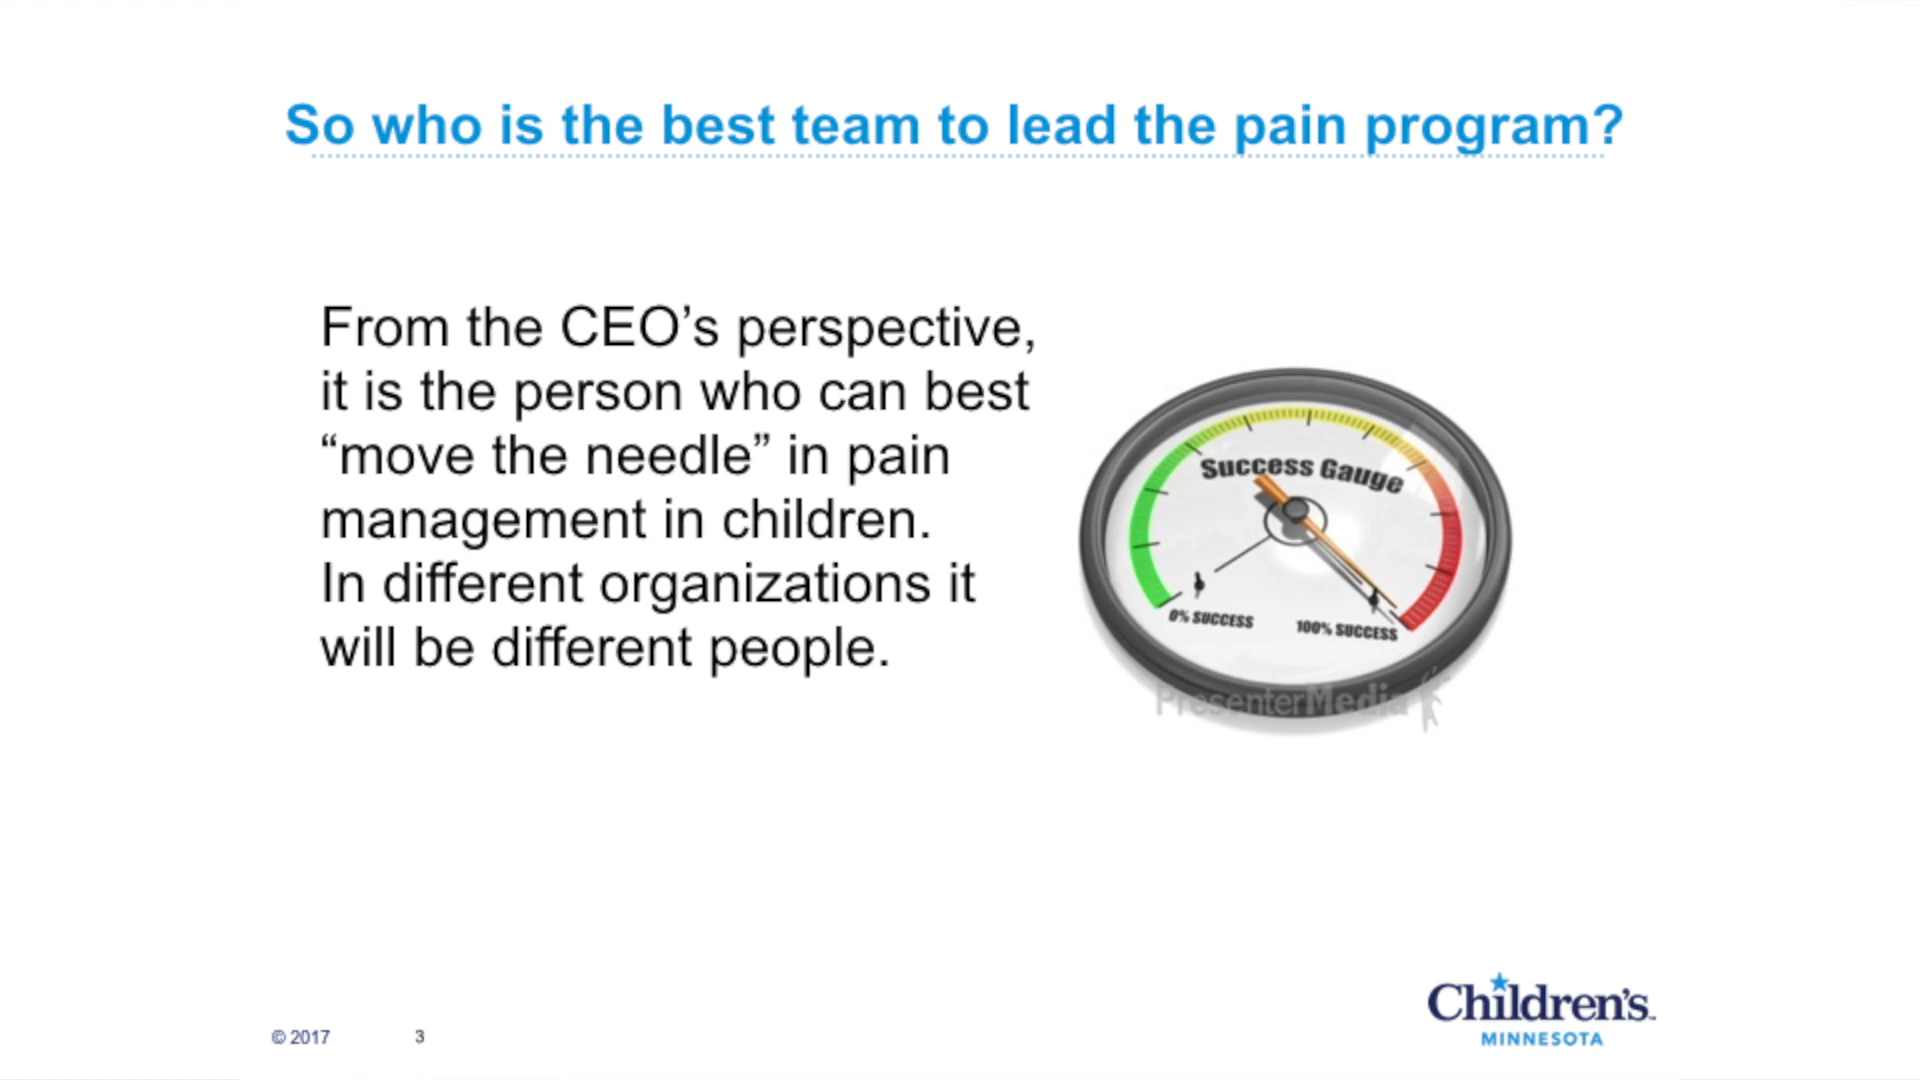 So who is the best team to lead the pain program?
From the CEO’s perspective,
it is the person who can best
“move the needle” in pain
management in children.
In different organizations it
will be different people.
Success Gauge
0% SUCCESS
100% SUCCESS
PresenterMedia
© 2017
3
Children's
MINNESOTA